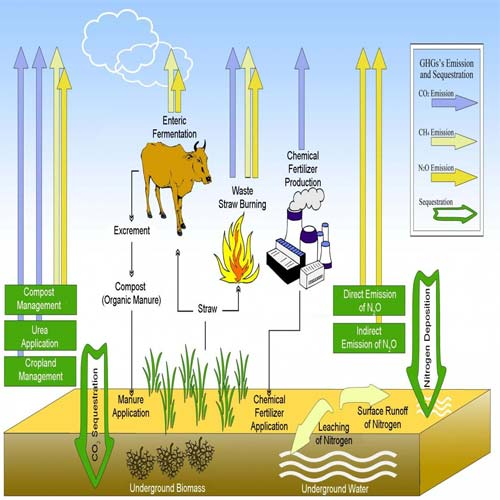 GHGs's Emission
and Sequestration
CO₂ Emission
CH₄ Emission
N₂O Emission
Sequestration
Enteric
Fermentation
Waste
Straw Burning
Chemical
Fertilizer
Production
Excrement
Compost
(Organic Manure)
Straw
Compost
Management
Urea
Application
Cropland
Management
Direct Emission
of N₂O
Indirect
Emission of N₂O
Nitrogen Deposition
CO₂ Sequestration
Manure
Application
Chemical
Fertilizer
Application
Leaching
of Nitrogen
Surface Runoff
of Nitrogen
Underground Biomass
Underground Water